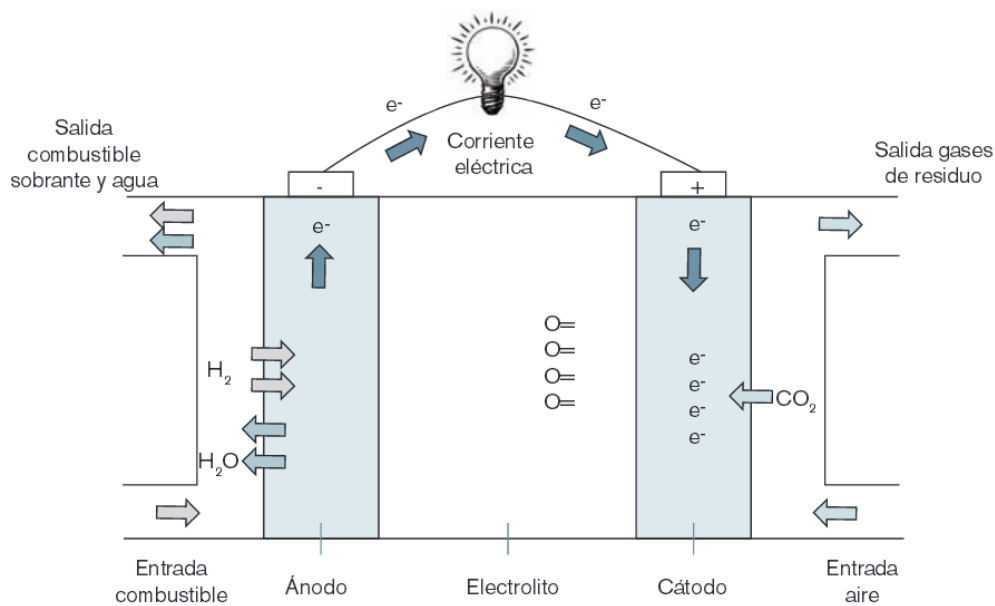 e-
e-
Salida
combustible
sobrante y agua
Corriente
eléctrica
Salida gases
de residuo
-
+
e-
e-
O=
O=
O=
O=
H₂
e-
e-
e-
e-
CO₂
H₂O
Entrada
combustible
Ánodo
Electrolito
Cátodo
Entrada
aire